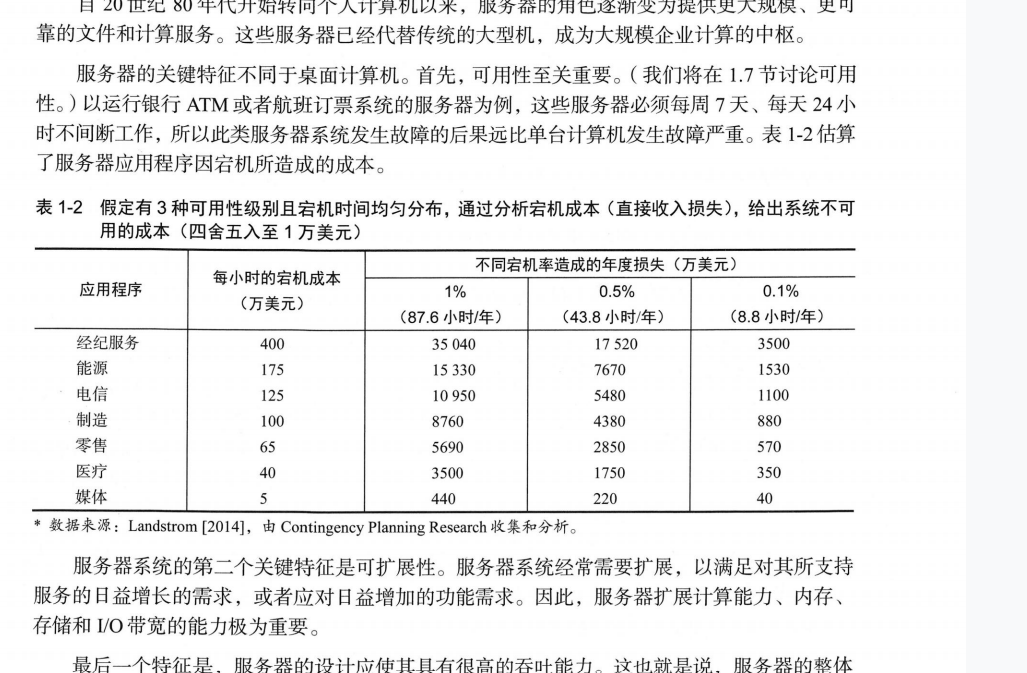 自 20 世纪 80 年代开始转向个人计算机以来，服务器的角色逐渐变为提供更大规模、更可
靠的文件和计算服务。这些服务器已经代替传统的大型机，成为大规模企业计算的中枢。
服务器的关键特征不同于桌面计算机。首先，可用性至关重要。（我们将在 1.7 节讨论可用
性。）以运行银行 ATM 或者航班订票系统的服务器为例，这些服务器必须每周 7 天、每天 24 小
时不间断工作，所以此类服务器系统发生故障的后果远比单台计算机发生故障严重。表 1-2 估算
了服务器应用程序因宕机所造成的成本。
表 1-2 假定有 3 种可用性级别且宕机时间均匀分布，通过分析宕机成本（直接收入损失），给出系统不可
用的成本（四舍五入至 1 万美元）
应用程序 每小时的宕机成本（万美元） 不同宕机率造成的年度损失（万美元）
1% 0.5% 0.1%
（87.6 小时/年） （43.8 小时/年） （8.8 小时/年）
经纪服务 400 35 040 17 520 3500
能源 175 15 330 7670 1530
电信 125 10 950 5480 1100
制造 100 8760 4380 880
零售 65 5690 2850 570
医疗 40 3500 1750 350
媒体 5 440 220 40
* 数据来源：Landstrom [2014]，由 Contingency Planning Research 收集和分析。
服务器系统的第二个关键特征是可扩展性。服务器系统经常需要扩展，以满足对其所支持
服务的日益增长的需求，或者应对日益增加的功能需求。因此，服务器扩展计算能力、内存、
存储和 I/O 带宽的能力极为重要。
最后一个特征是，服务器的设计应使其具有很高的吞吐能力。这也就是说，服务器的整体